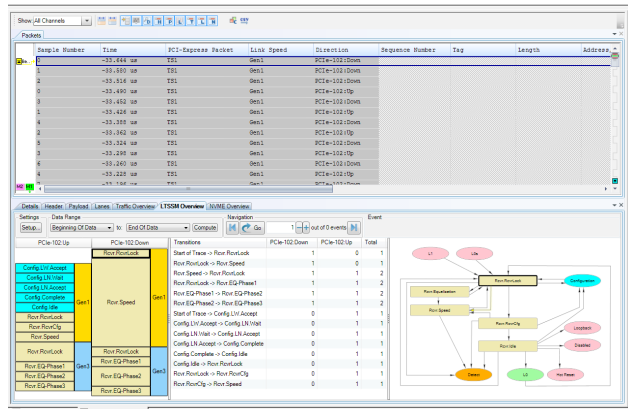 Show All Channels
Packets
Sample Number Time PCI-Express Packet Link Speed Direction Sequence Number Tag Length Address
0 -33.644 us TS1 Gen1 PCIe-102:Down
1 -33.580 us TS1 Gen1 PCIe-102:Down
2 -33.516 us TS1 Gen1 PCIe-102:Down
0 -33.490 us TS1 Gen1 PCIe-102:Up
3 -33.452 us TS1 Gen1 PCIe-102:Down
1 -33.426 us TS1 Gen1 PCIe-102:Up
4 -33.388 us TS1 Gen1 PCIe-102:Down
2 -33.362 us TS1 Gen1 PCIe-102:Up
5 -33.324 us TS1 Gen1 PCIe-102:Down
3 -33.298 us TS1 Gen1 PCIe-102:Up
6 -33.260 us TS1 Gen1 PCIe-102:Down
4 -33.228 us TS1 Gen1 PCIe-102:Up
M2 M1
Details Header Payload Lanes Traffic Overview LTSSM Overview NVME Overview
Settings Data Range Navigation Event
Setup... Beginning Of Data to: End Of Data Compute Go 1 out of 0 events
PCIe-102:Up PCIe-102:Down
Rcvr.RcvrLock
Config.LW.Accept
Config.LW.Wait
Config.LN.Accept
Config.Complete
Config.Idle
Rcvr.RcvrLock
Rcvr.RcvrCfg
Rcvr.Speed
Gen1
Rcvr.Speed
Gen1
Rcvr.RcvrLock
Rcvr.EQ-Phase1
Rcvr.EQ-Phase2
Rcvr.EQ-Phase3
Gen3
Rcvr.RcvrLock
Rcvr.EQ-Phase1
Rcvr.EQ-Phase2
Rcvr.EQ-Phase3
Gen3
Transitions PCIe-102:Down PCIe-102:Up Total
Start of Trace -> Rcvr.RcvrLock 1 0 1
Rcvr.RcvrLock -> Rcvr.Speed 1 0 1
Rcvr.Speed -> Rcvr.RcvrLock 1 1 2
Rcvr.RcvrLock -> Rcvr.EQ-Phase1 1 1 2
Rcvr.EQ-Phase1 -> Rcvr.EQ-Phase2 1 1 2
Rcvr.EQ-Phase2 -> Rcvr.EQ-Phase3 1 1 2
Start of Trace -> Config.LW.Accept 0 1 1
Config.LW.Accept -> Config.LN.Wait 0 1 1
Config.LN.Wait -> Config.LN.Accept 0 1 1
Config.LN.Accept -> Config.Complete 0 1 1
Config.Complete -> Config.Idle 0 1 1
Config.Idle -> Rcvr.RcvrLock 0 1 1
Rcvr.RcvrLock -> Rcvr.RcvrCfg 0 1 1
Rcvr.RcvrCfg -> Rcvr.Speed 0 1 1
L1
L0s
Rcvr.RcvrLock
Configuration
Rcvr.Equalization
Rcvr.Speed
Rcvr.RcvrCfg
Loopback
Rcvr.Idle
Disabled
Detect
L0
Hot Reset